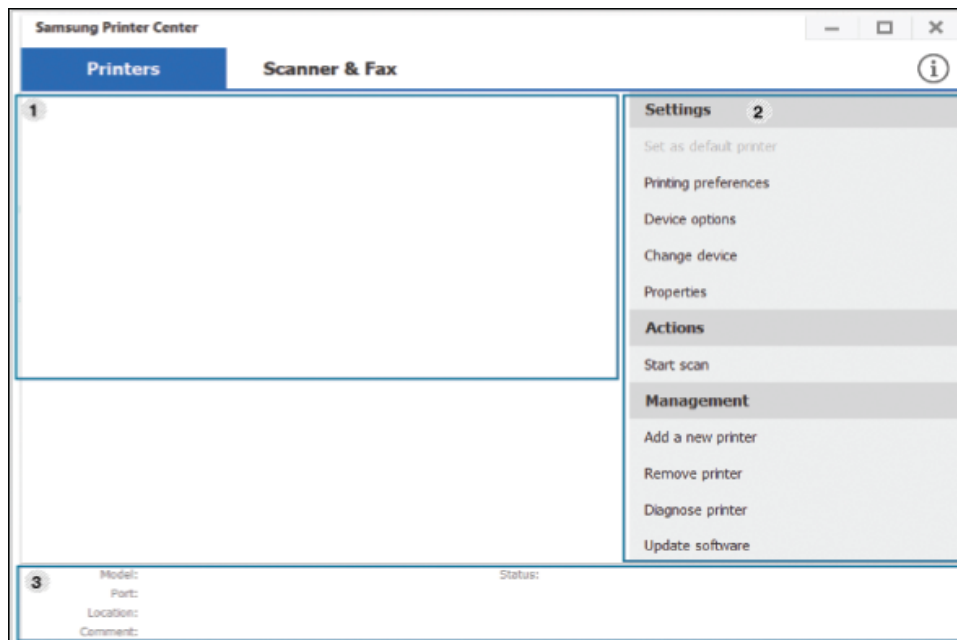 Samsung Printer Center
Printers Scanner & Fax i
1
Settings 2
Set as default printer
Printing preferences
Device options
Change device
Properties
Actions
Start scan
Management
Add a new printer
Remove printer
Diagnose printer
Update software
3 Model: Status:
Port:
Location:
Comment: